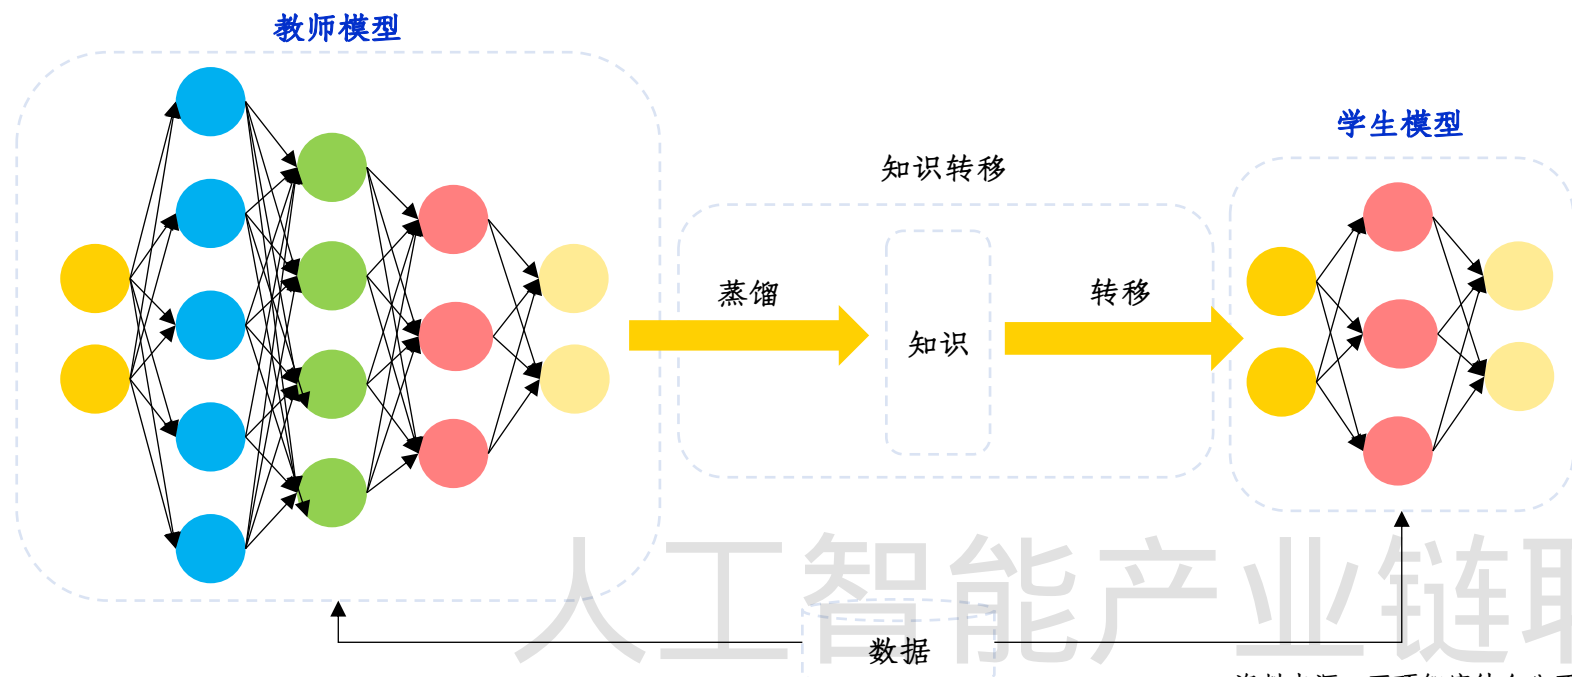 教师模型
学生模型
知识转移
蒸馏
知识
转移
数据
人工智能产业链